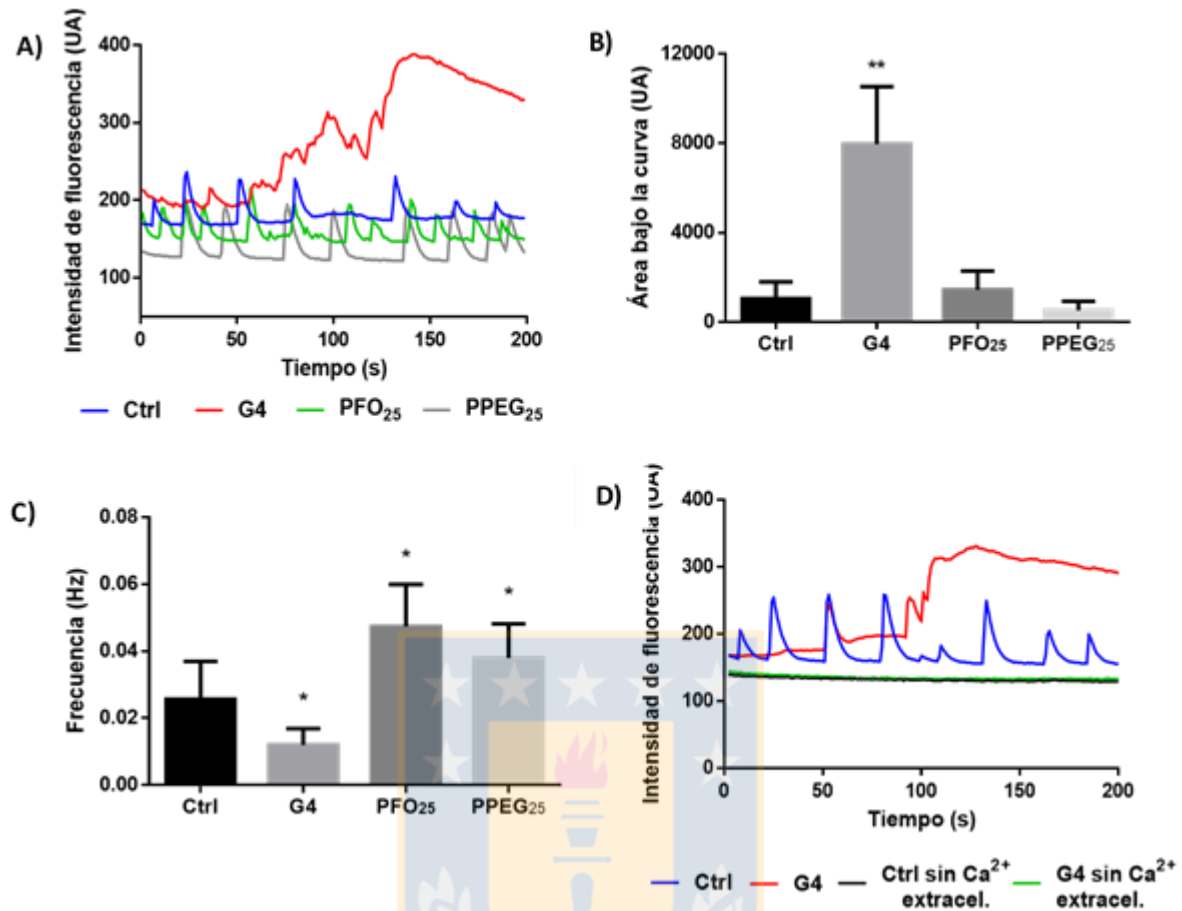 A)
Intensidad de fluorescencia (UA)
400
300
200
100
0
50
100
150
200
Tiempo (s)
Ctrl
G4
PFO₂₅
PPEG₂₅
B)
Área bajo la curva (UA)
12000
8000
4000
0
**
Ctrl
G4
PFO₂₅
PPEG₂₅
C)
Frecuencia (Hz)
0.08
0.06
0.04
0.02
0.00
*
*
*
Ctrl
G4
PFO₂₅
PPEG₂₅
D)
Intensidad de fluorescencia (UA)
400
300
200
100
0
0
50
100
150
200
Tiempo (s)
Ctrl
G4
Ctrl sin Ca²⁺
extracel.
G4 sin Ca²⁺
extracel.